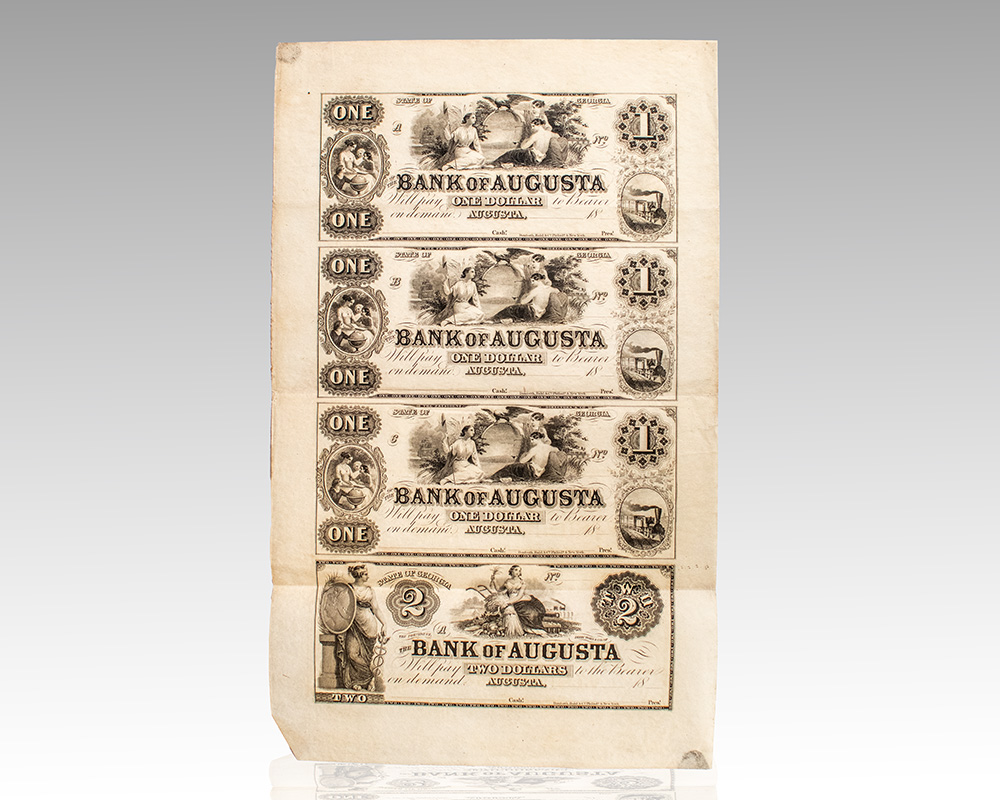 ONE
STATE OF GEORGIA
A No
1
THE BANK OF AUGUSTA
Will pay ONE DOLLAR to Bearer
on demand AUGUSTA, 18
ONE
Cash! Pres!
ONE
STATE OF GEORGIA
B No
1
THE BANK OF AUGUSTA
Will pay ONE DOLLAR to Bearer
on demand AUGUSTA, 18
ONE
Cash! Pres!
ONE
STATE OF GEORGIA
C No
1
THE BANK OF AUGUSTA
Will pay ONE DOLLAR to Bearer
on demand AUGUSTA, 18
ONE
Cash! Pres!
STATE OF GEORGIA No
2
TWO
2
A
THE BANK OF AUGUSTA
Will pay TWO DOLLARS to the Bearer
on demand AUGUSTA, 18
TWO
Cash! Pres!